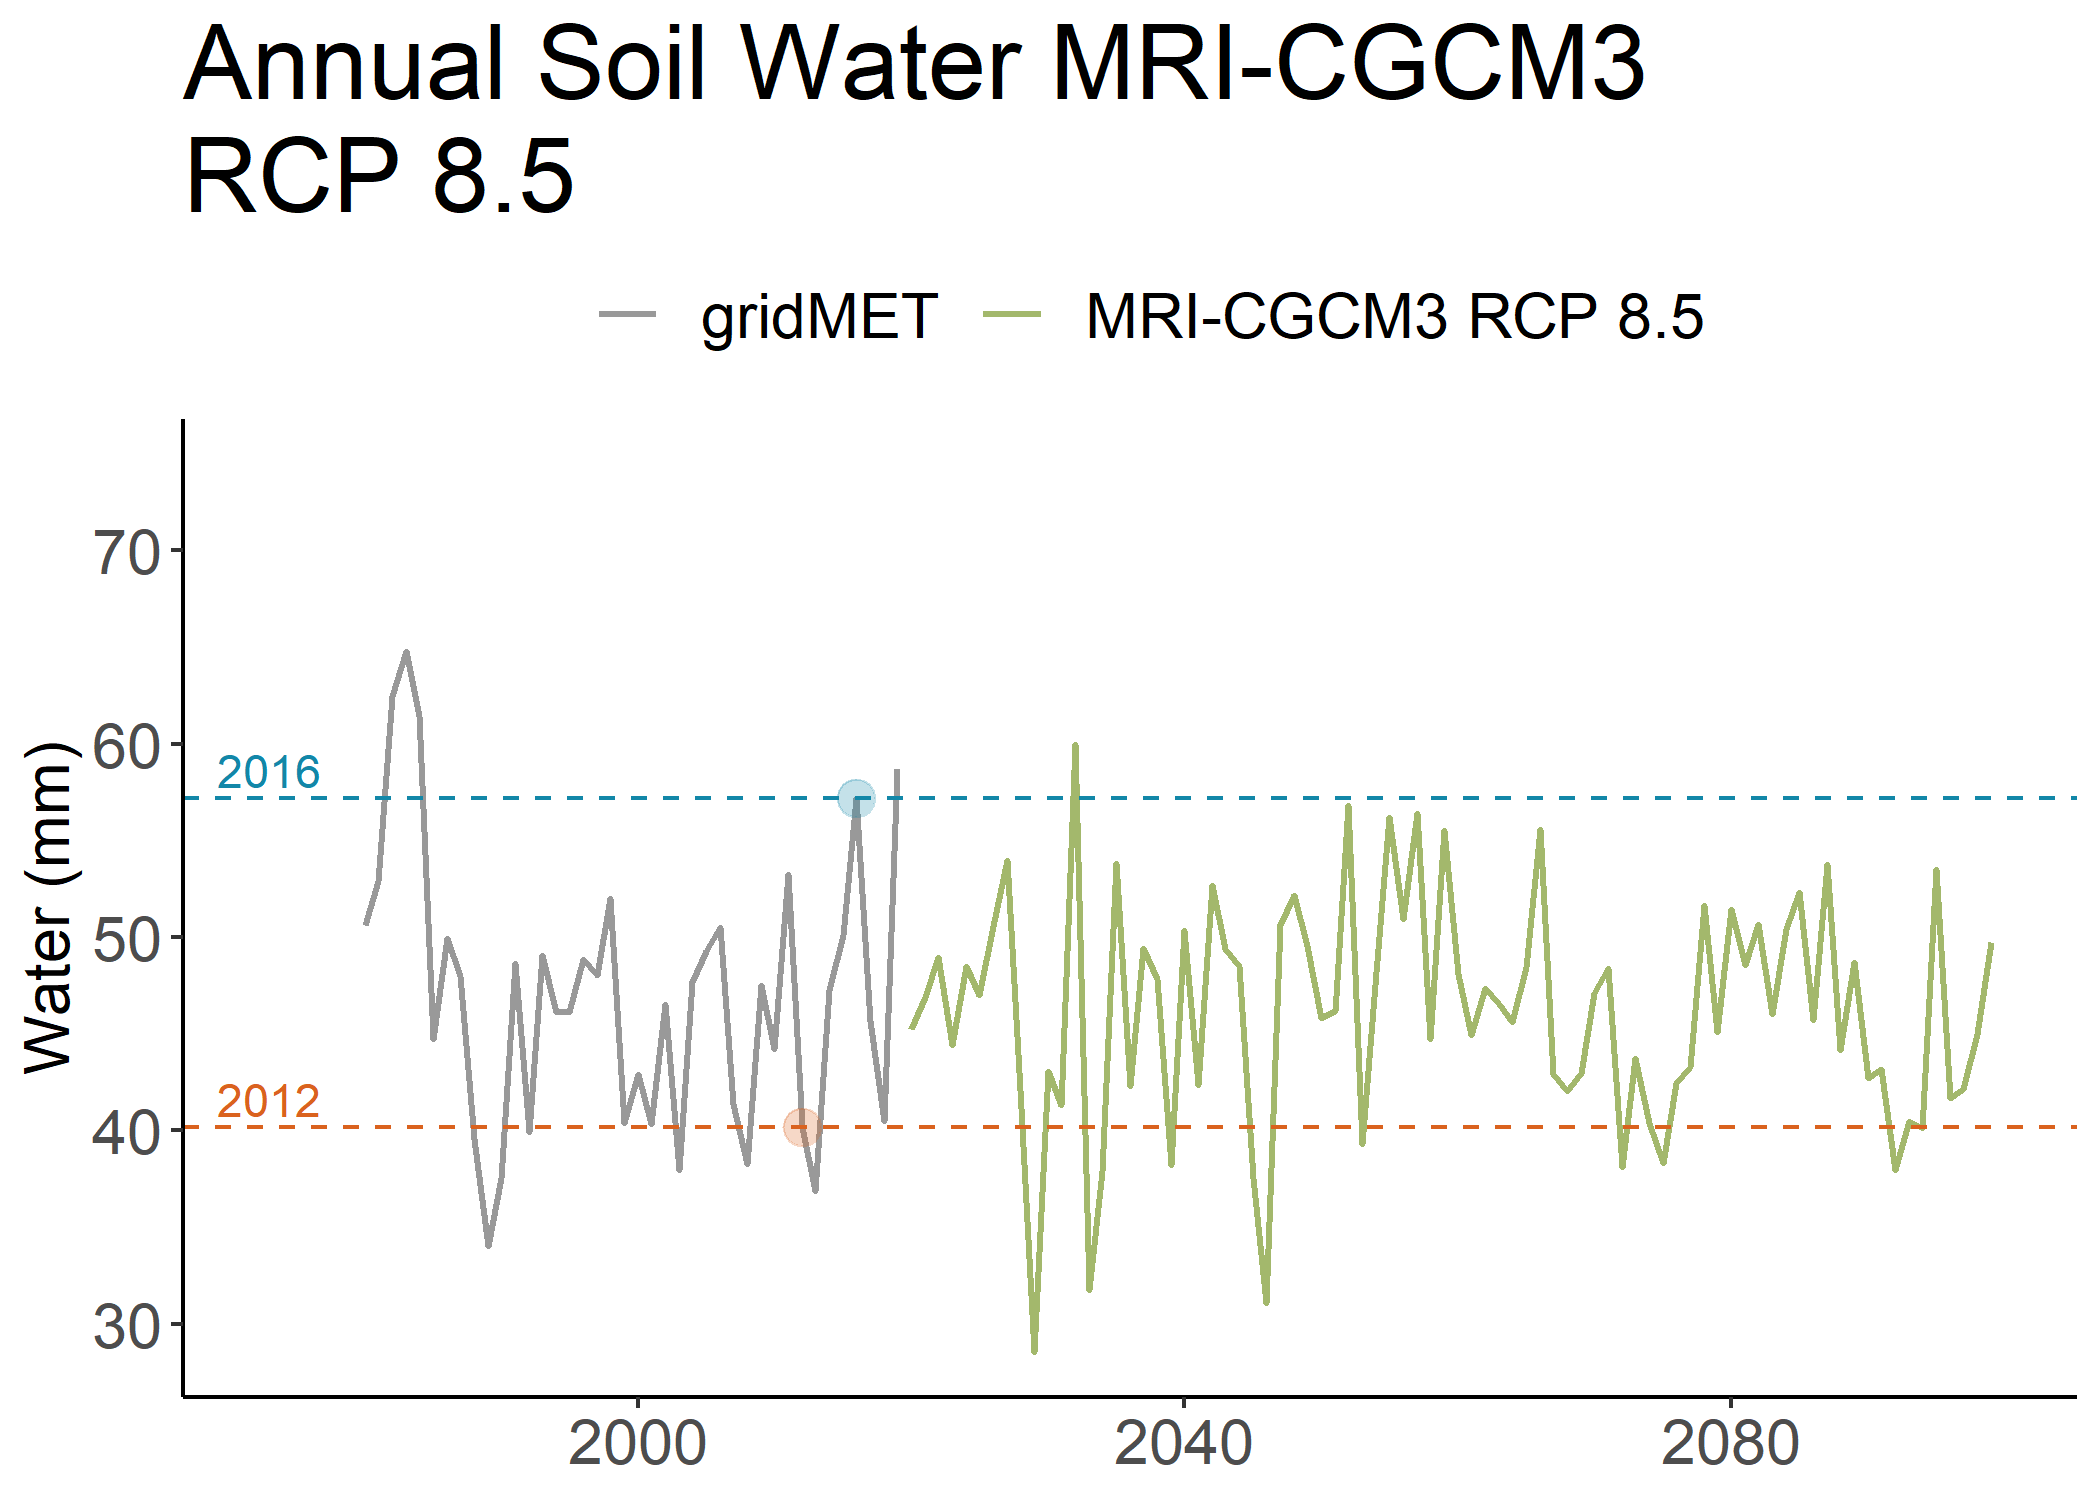 Annual Soil Water MRI-CGCM3
RCP 8.5
gridMET
MRI-CGCM3 RCP 8.5
Water (mm)
70
60
50
40
30
2016
2012
2000
2040
2080